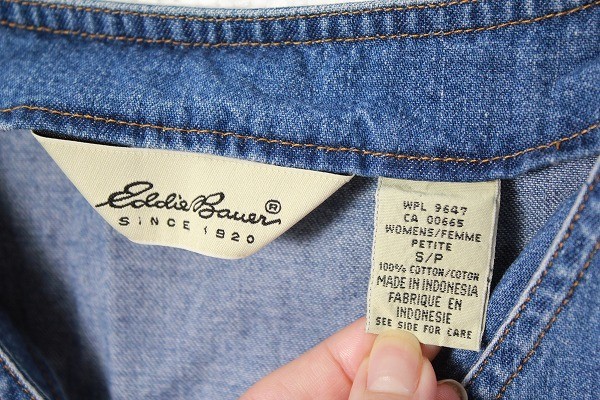 Eddie Bauer®
SINCE 1920
WPL 9647
CA 00665
WOMENS/FEMME
PETITE
S/P
100% COTTON/COTON
MADE IN INDONESIA
FABRIQUE EN
INDONESIE
SEE SIDE FOR CARE